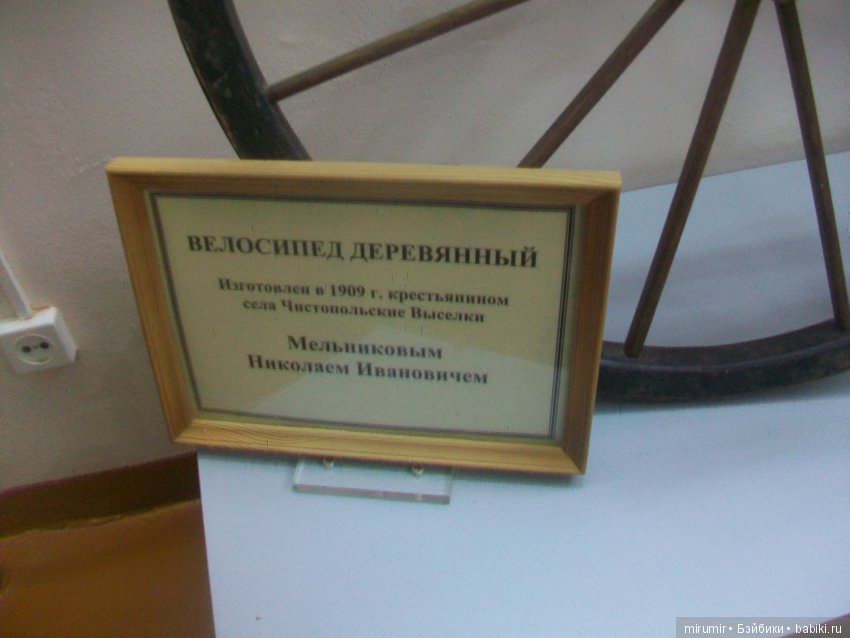 ВЕЛОСИПЕД ДЕРЕВЯННЫЙ
Изготовлен в 1909 г. крестьянином
села Чистопольские Выселки
Мельниковым
Николаем Ивановичем
mirumir • Бэйбики • babiki.ru